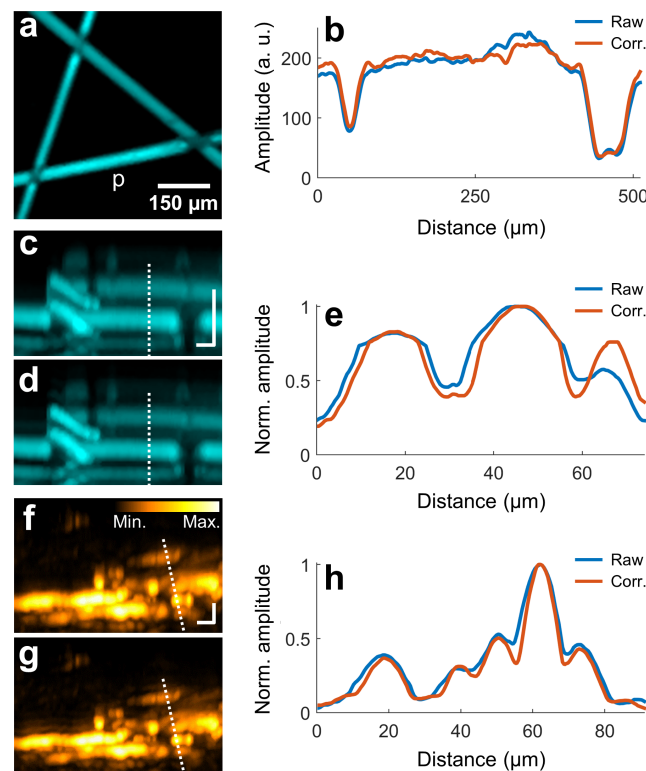 a
p
150 µm
b
Raw
Corr.
Amplitude (a. u.)
200
100
0
0
250
500
Distance (µm)
c
d
e
Raw
Corr.
Norm. amplitude
1
0.5
0
0
20
40
60
Distance (µm)
f
Min.
Max.
g
h
Raw
Corr.
Norm. amplitude
1
0.5
0
0
20
40
60
80
Distance (µm)